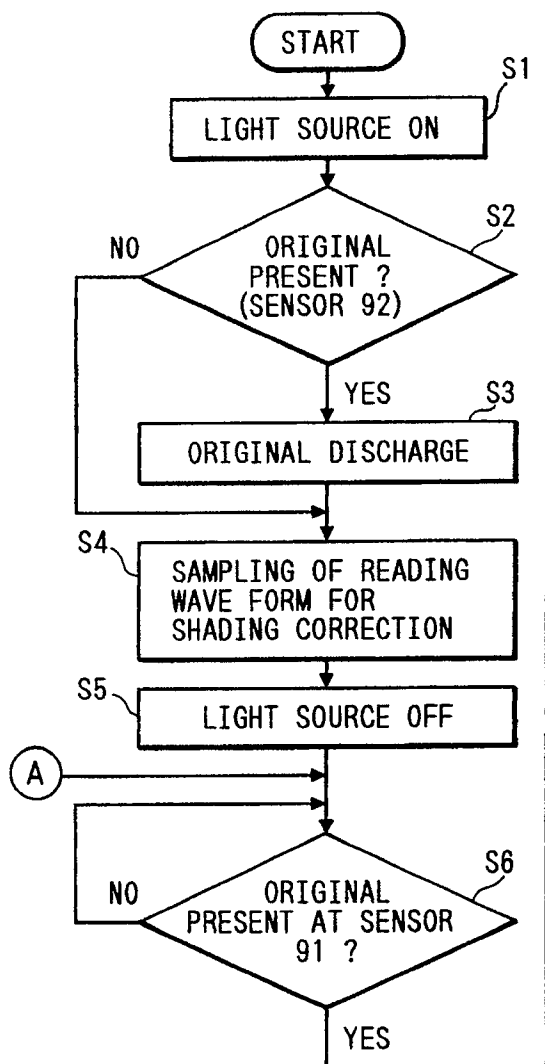 START
S1
LIGHT SOURCE ON
S2
NO
ORIGINAL
PRESENT ?
(SENSOR 92)
YES
S3
ORIGINAL DISCHARGE
S4
SAMPLING OF READING
WAVE FORM FOR
SHADING CORRECTION
S5
LIGHT SOURCE OFF
A
S6
NO
ORIGINAL
PRESENT AT SENSOR
91 ?
YES